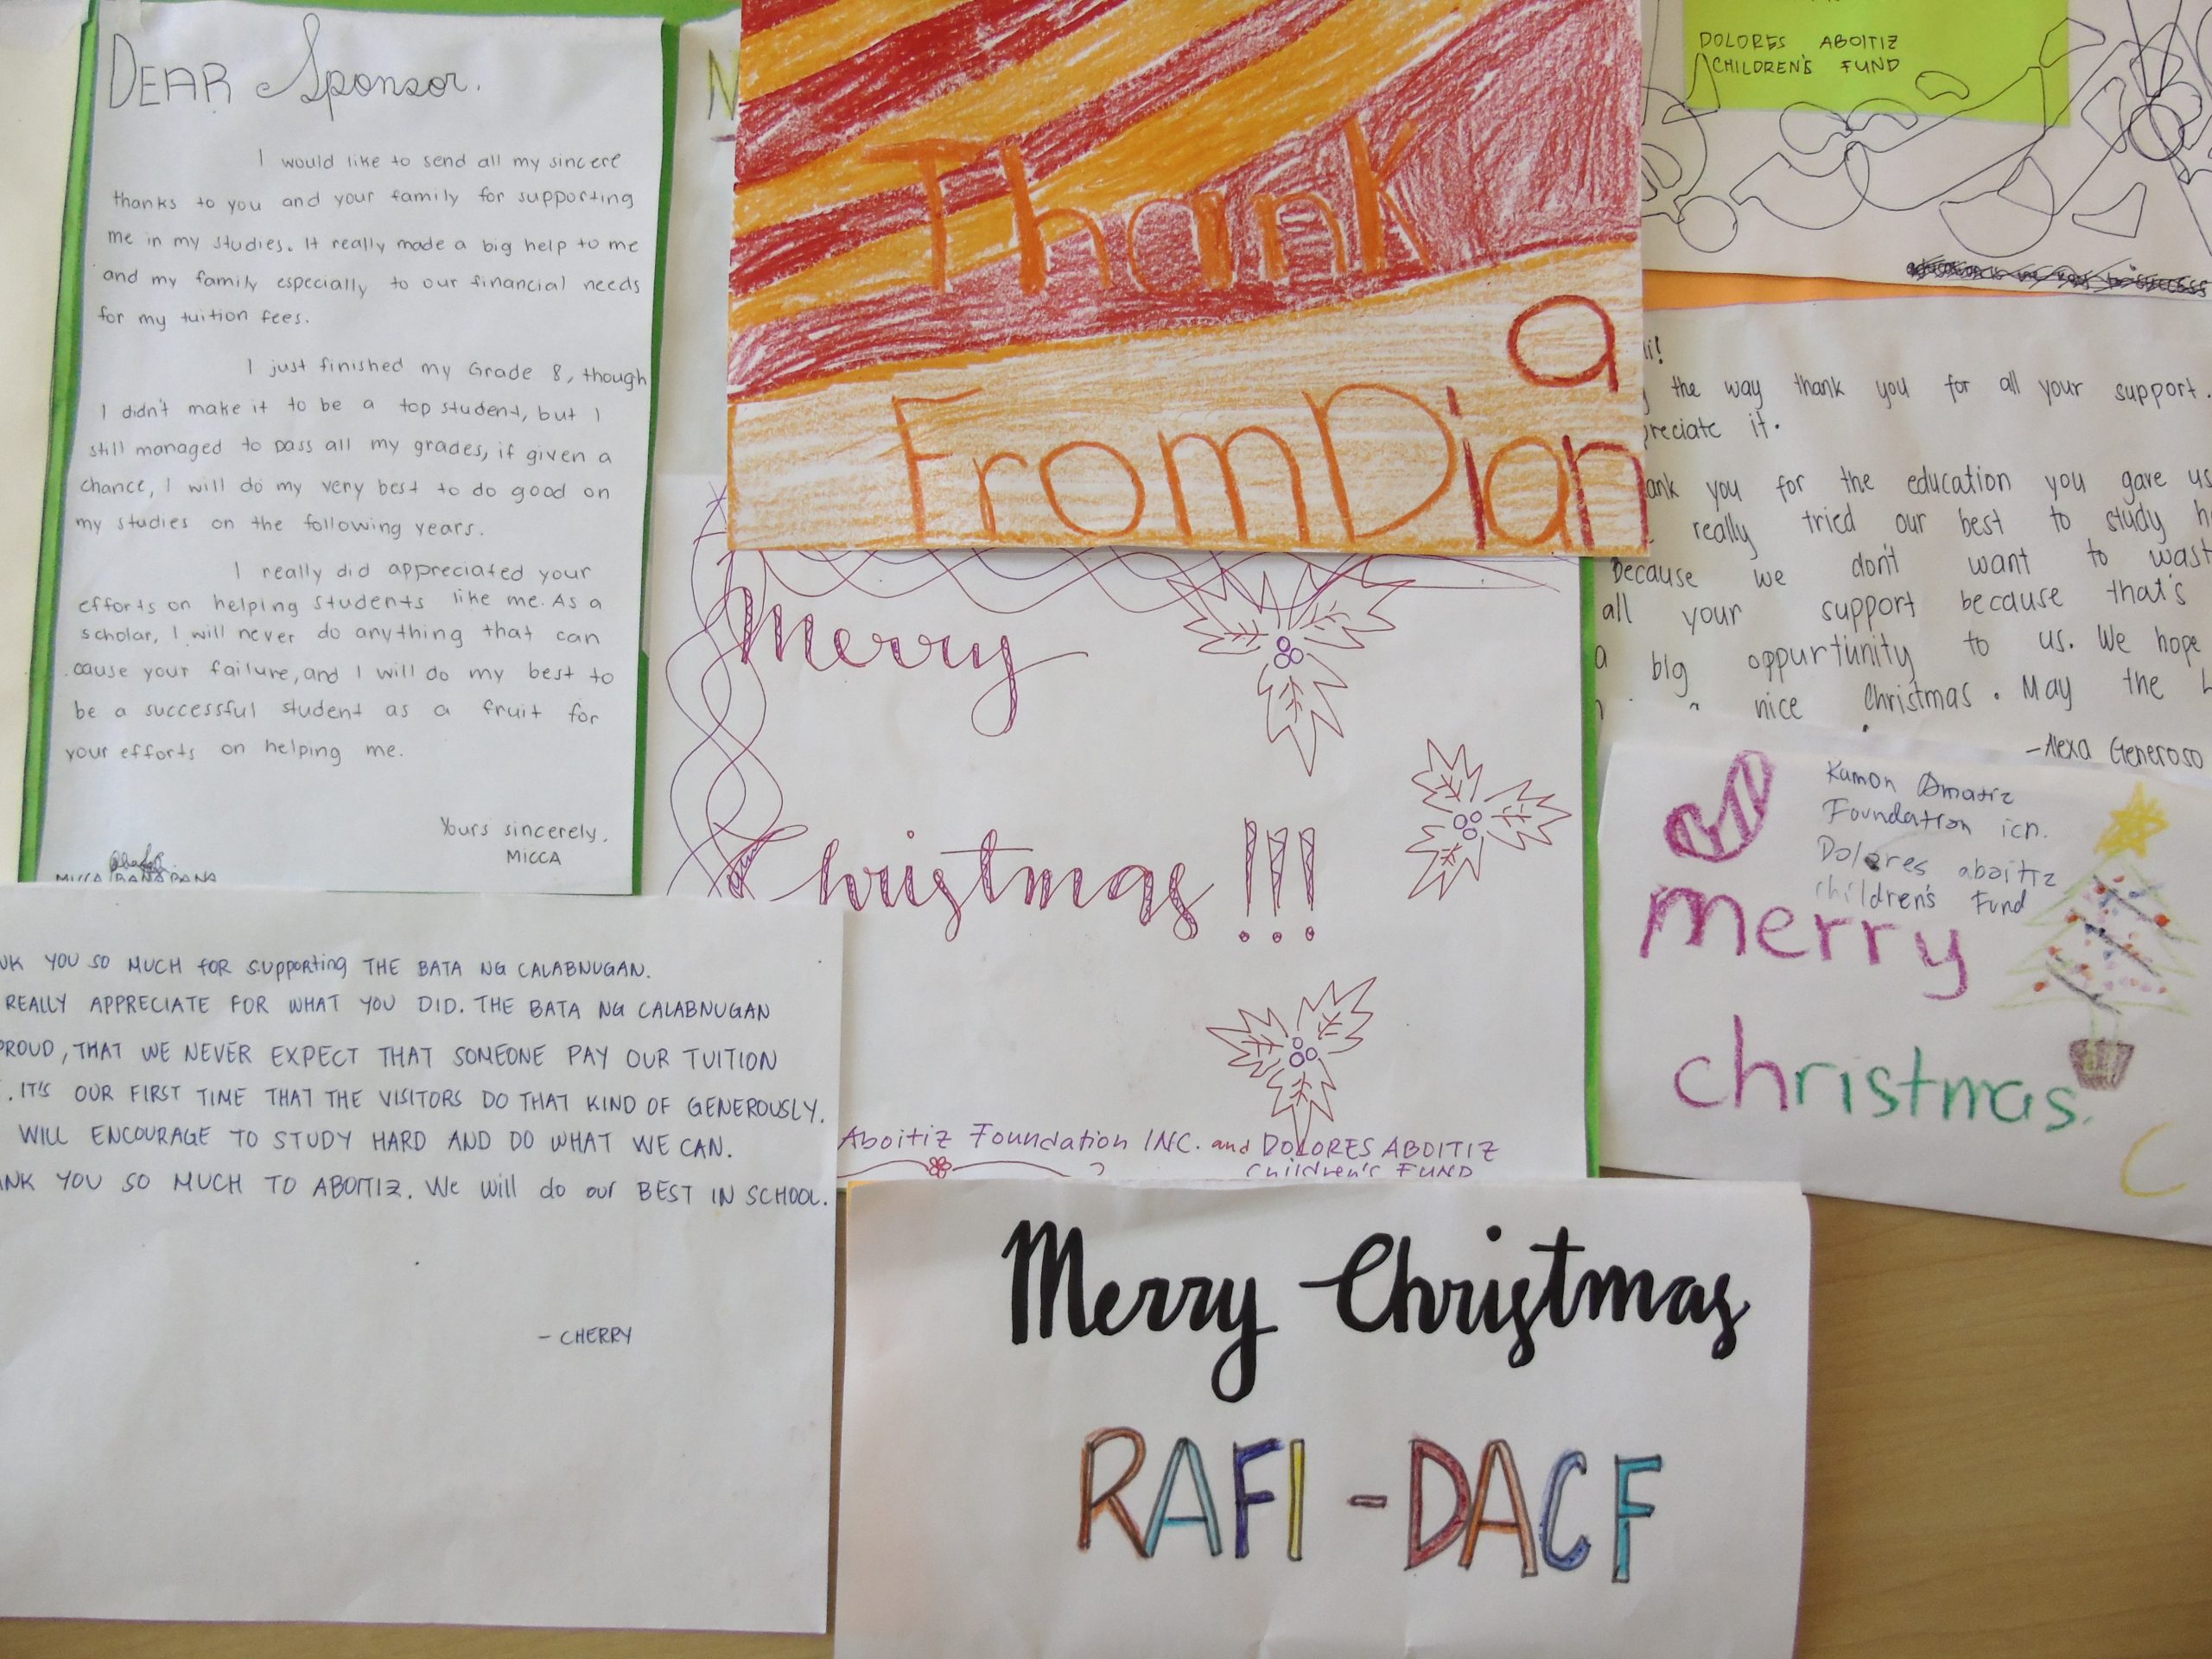 DEAR Sponsor.
I would like to send all my sincere
thanks to you and your family for supporting
me in my studies. It really made a big help to me
and my family especially to our financial needs
for my tuition fees.
I just finished my Grade 8, though
I didn't make it to be a top student, but I
still managed to pass all my grades, if given a
chance, I will do my very best to do good on
my studies on the following years.
I really did appreciated your
efforts on helping students like me. As a
scholar, I will never do anything that can
cause your failure, and I will do my best to
be a successful student as a fruit for
your efforts on helping me.
Yours sincerely,
MICCA
Thank
a
From Dian
DOLORES ABOITIZ
CHILDREN'S FUND
the way thank you for all your support.
it.
you for the education you gave us
really tried our best to study
because we don't want to
all your support because that's
a big oppurtunity to us. We hope
nice Christmas. May the
-Alexa Generoso
Merry
Christmas!!!
Aboitiz Foundation INC. and DOLORES ABOITIZ
Children's FUND
Foundation icn.
Dolores aboitiz
children's Fund
merry
christmas.
YOU SO MUCH FOR supporting THE BATA NG CALABNUGAN.
REALLY APPRECIATE FOR WHAT YOU DID. THE BATA NG CALABNUGAN
PROUD, THAT WE NEVER EXPECT THAT SOMEONE PAY OUR TUITION
. IT'S OUR FIRST TIME THAT THE VISITORS DO THAT KIND OF GENEROUSLY.
WILL ENCOURAGE TO STUDY HARD AND DO WHAT WE CAN.
YOU SO MUCH TO ABOITIZ. We will do our BEST IN SCHOOL.
- CHERRY
Merry Christmas
RAFI - DACF